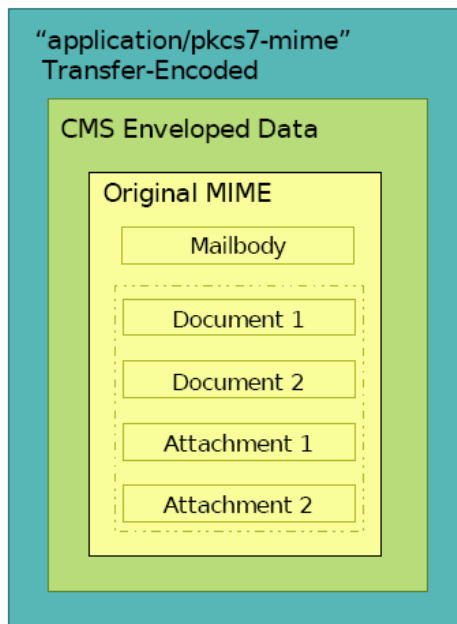 “application/pkcs7-mime”
Transfer-Encoded
CMS Enveloped Data
Original MIME
Mailbody
Document 1
Document 2
Attachment 1
Attachment 2